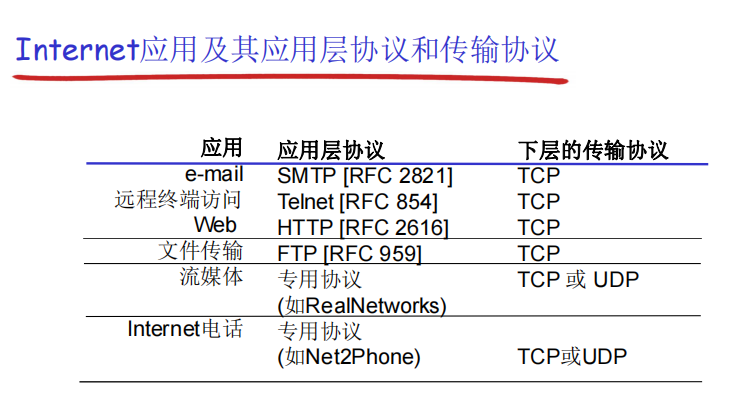 Internet应用及其应用层协议和传输协议
应用 应用层协议 下层的传输协议
e-mail SMTP [RFC 2821] TCP
远程终端访问 Telnet [RFC 854] TCP
Web HTTP [RFC 2616] TCP
文件传输 FTP [RFC 959] TCP
流媒体 专用协议 TCP 或 UDP
(如RealNetworks)
Internet电话 专用协议
(如Net2Phone) TCP或UDP